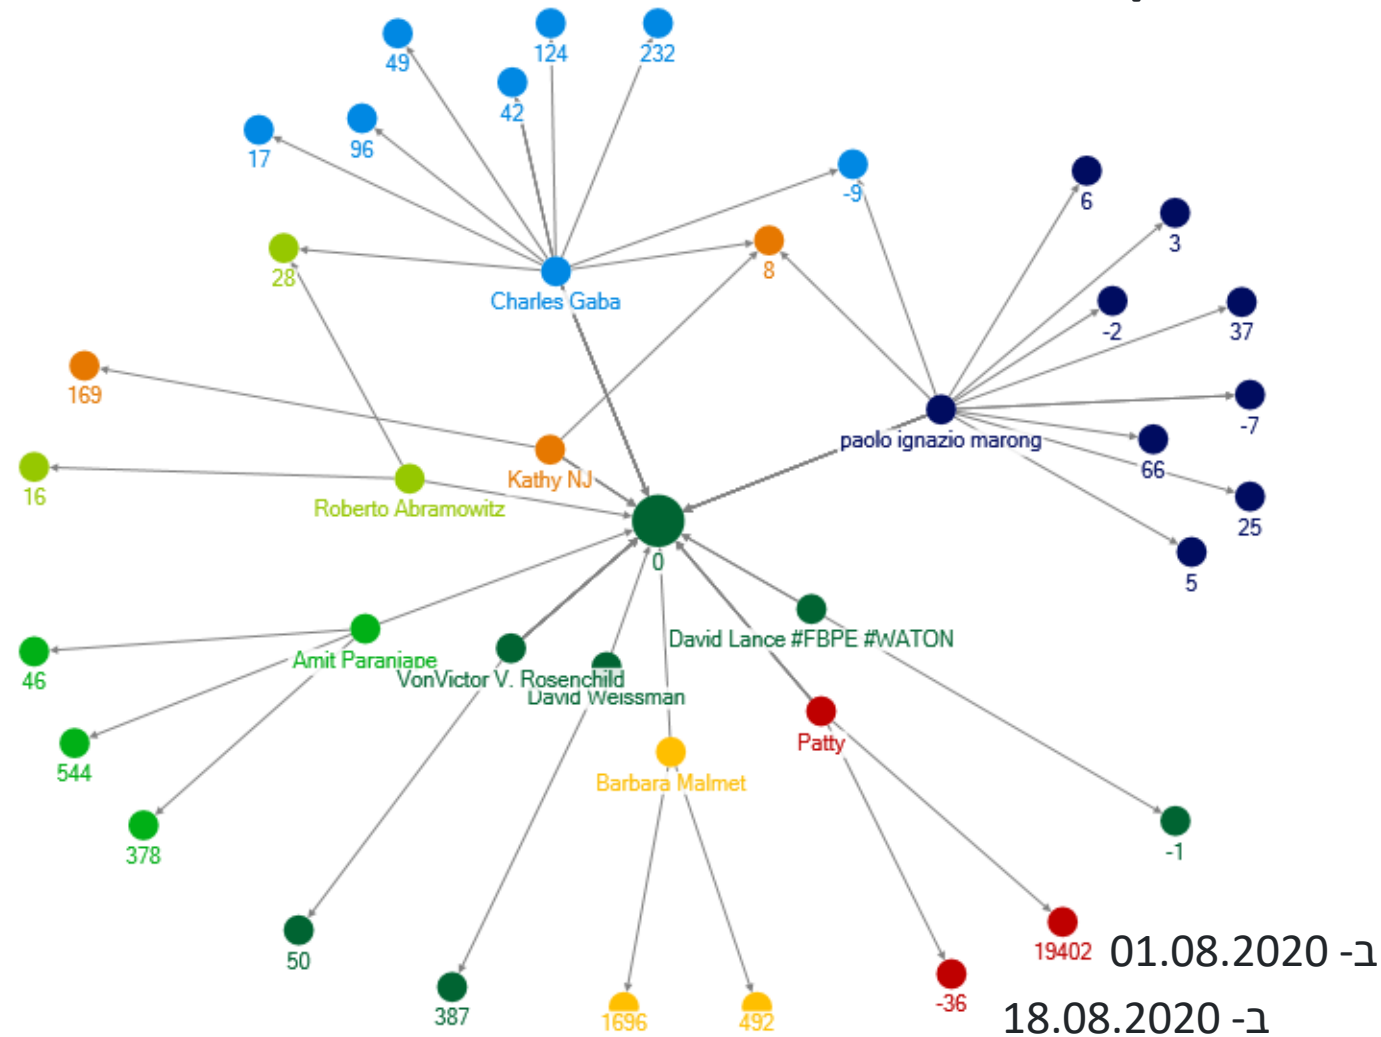 49
124
232
42
17
96
-9
6
3
28
8
Charles Gaba
-2
37
169
-7
paolo ignazio marong
66
Kathy NJ
16
Roberto Abramowitz
25
0
5
David Lance #FBPE #WATON
Amit Paranjape
46
VonVictor V. Rosenchild
David Weissman
Patty
544
Barbara Malmet
378
-1
50
19402
ב- 01.08.2020
-36
387
1696
492
ב- 18.08.2020